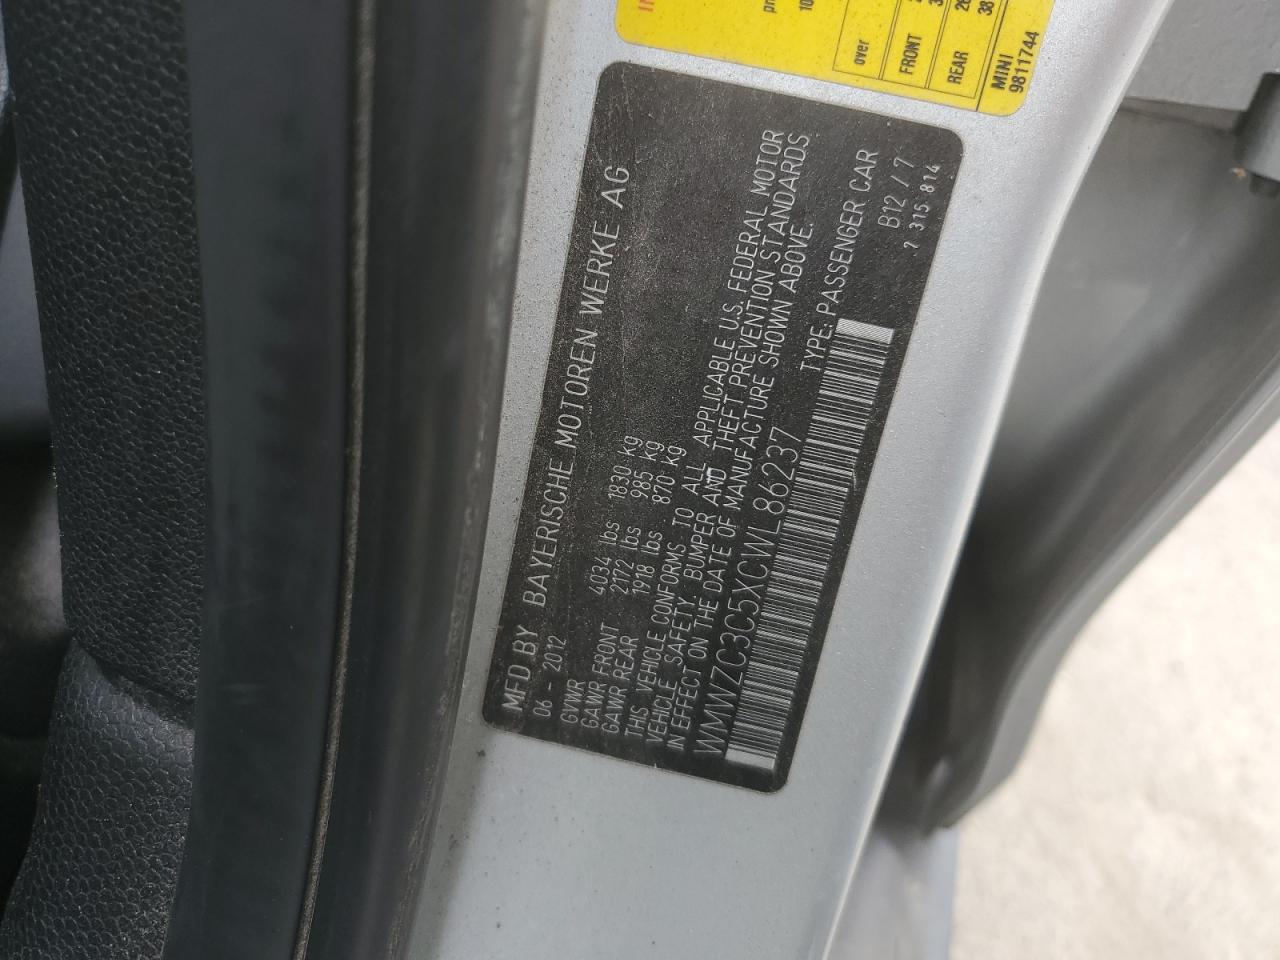 MFD BY BAYERISCHE MOTOREN WERKE AG
06 - 2012
GVWR 4034 lbs 1830 kg
GAWR FRONT 2172 lbs 985 kg
GAWR REAR 1918 lbs 870 kg
THIS VEHICLE CONFORMS TO ALL APPLICABLE U.S. FEDERAL MOTOR
VEHICLE SAFETY, BUMPER AND THEFT PREVENTION STANDARDS
IN EFFECT ON THE DATE OF MANUFACTURE SHOWN ABOVE.
WMWZC3C5XCWL86237 TYPE: PASSENGER CAR
B12 / 7
7 315 814
over
FRONT
REAR 26 38
MINI
9811744